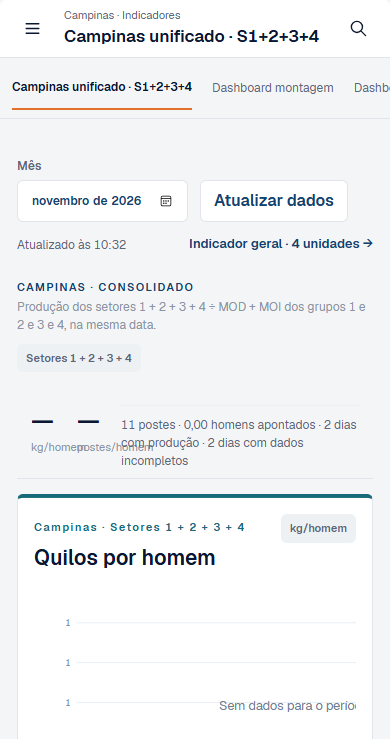 Campinas · Indicadores
Campinas unificado · S1+2+3+4
Campinas unificado · S1+2+3+4 Dashboard montagem Dashb
Mês
novembro de 2026 Atualizar dados
Atualizado às 10:32 Indicador geral · 4 unidades →
CAMPINAS · CONSOLIDADO
Produção dos setores 1 + 2 + 3 + 4 ÷ MOD + MOI dos grupos 1 e
2 e 3 e 4, na mesma data.
Setores 1 + 2 + 3 + 4
— —
kg/homem postes/homem
11 postes · 0,00 homens apontados · 2 dias
com produção · 2 dias com dados
incompletos
Campinas · Setores 1 + 2 + 3 + 4 kg/homem
Quilos por homem
1
1
1
Sem dados para o perío